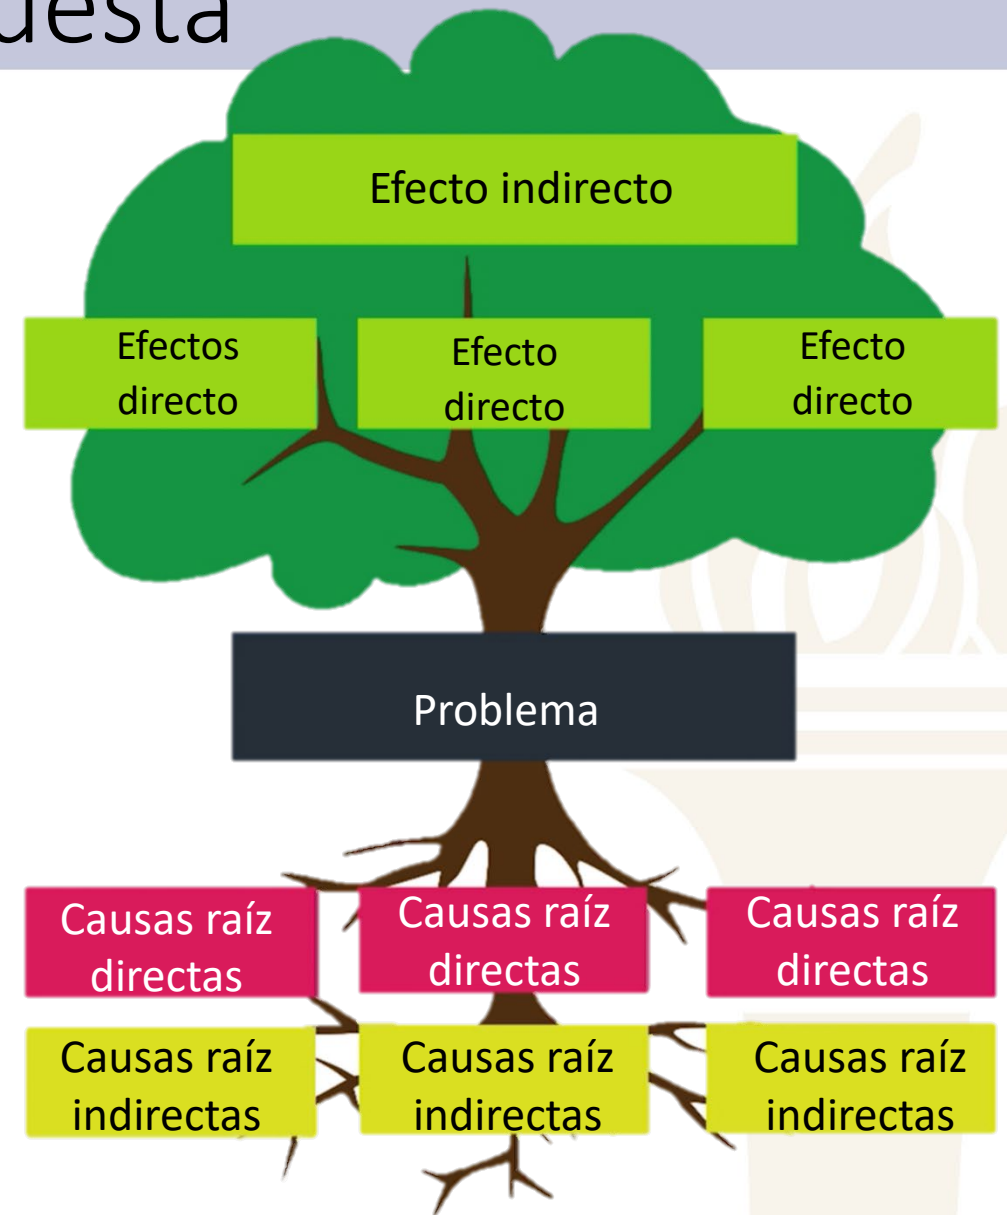 uesta
Efecto indirecto
Efectos
directo
Efecto
directo
Efecto
directo
Problema
Causas raíz
directas
Causas raíz
directas
Causas raíz
directas
Causas raíz
indirectas
Causas raíz
indirectas
Causas raíz
indirectas